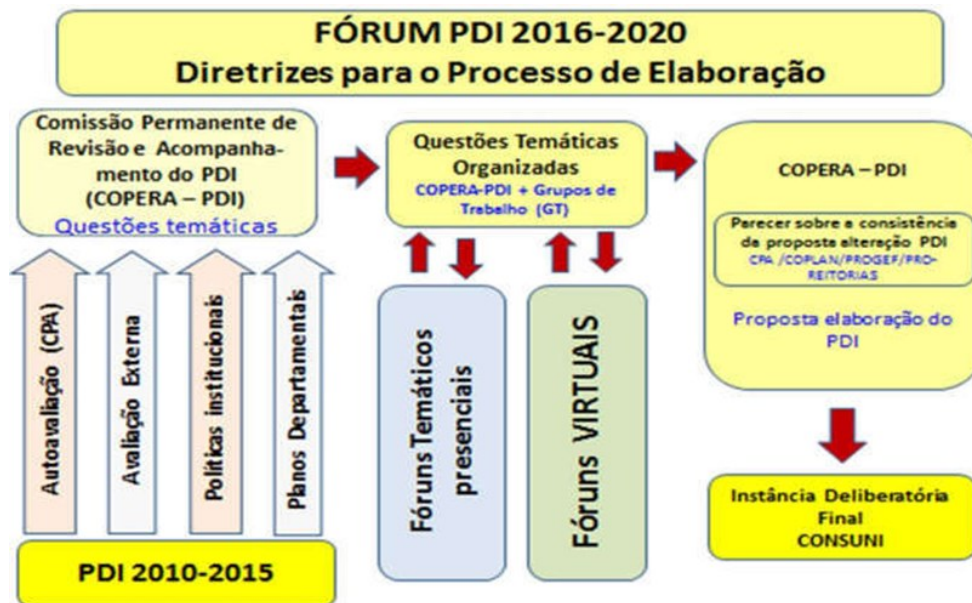 FÓRUM PDI 2016-2020
Diretrizes para o Processo de Elaboração
Comissão Permanente de
Revisão e Acompanha-
mento do PDI
(COPERA – PDI)
Questões temáticas
Questões Temáticas
Organizadas
COPERA-PDI + Grupos de
Trabalho (GT)
COPERA – PDI
Parecer sobre a consistência
da proposta alteração PDI
CPA /COPLAN/PROGEF/PRO-
REITORIAS
Proposta elaboração do
PDI
Autoavaliação (CPA)
Avaliação Externa
Políticas institucionais
Planos Departamentais
Fóruns Temáticos
presenciais
Fóruns VIRTUAIS
Instância Deliberatória
Final
CONSUNI
PDI 2010-2015